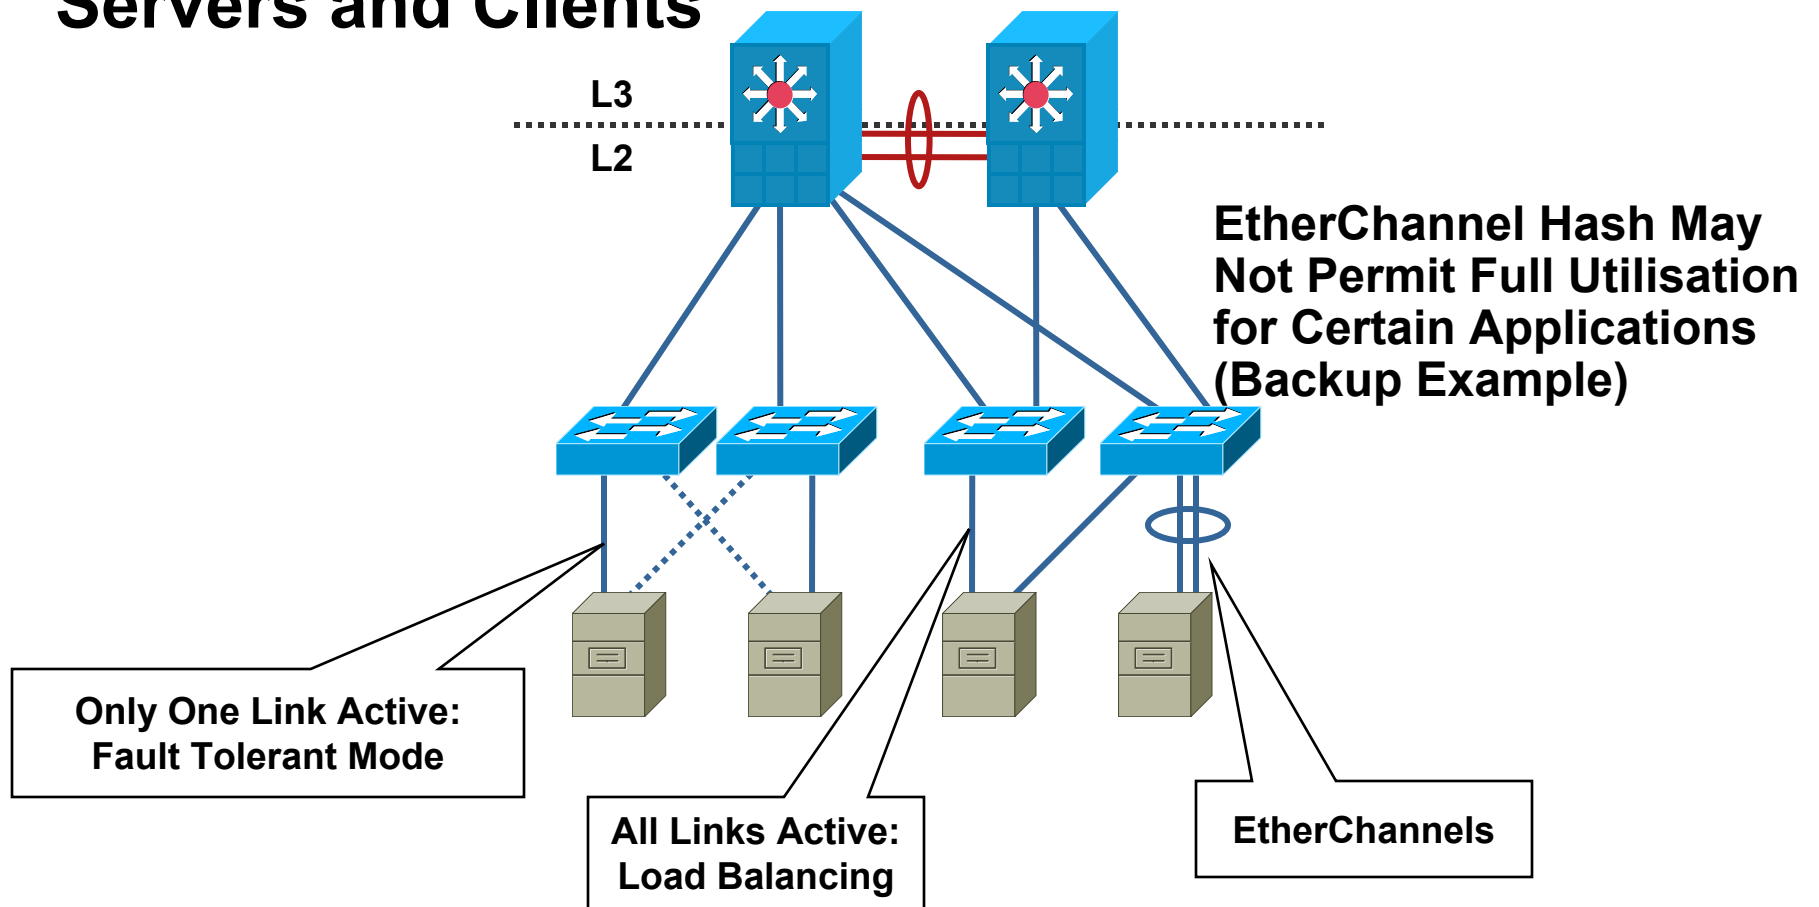 Servers and Clients
L3
L2
EtherChannel Hash May
Not Permit Full Utilisation
for Certain Applications
(Backup Example)
Only One Link Active:
Fault Tolerant Mode
All Links Active:
Load Balancing
EtherChannels